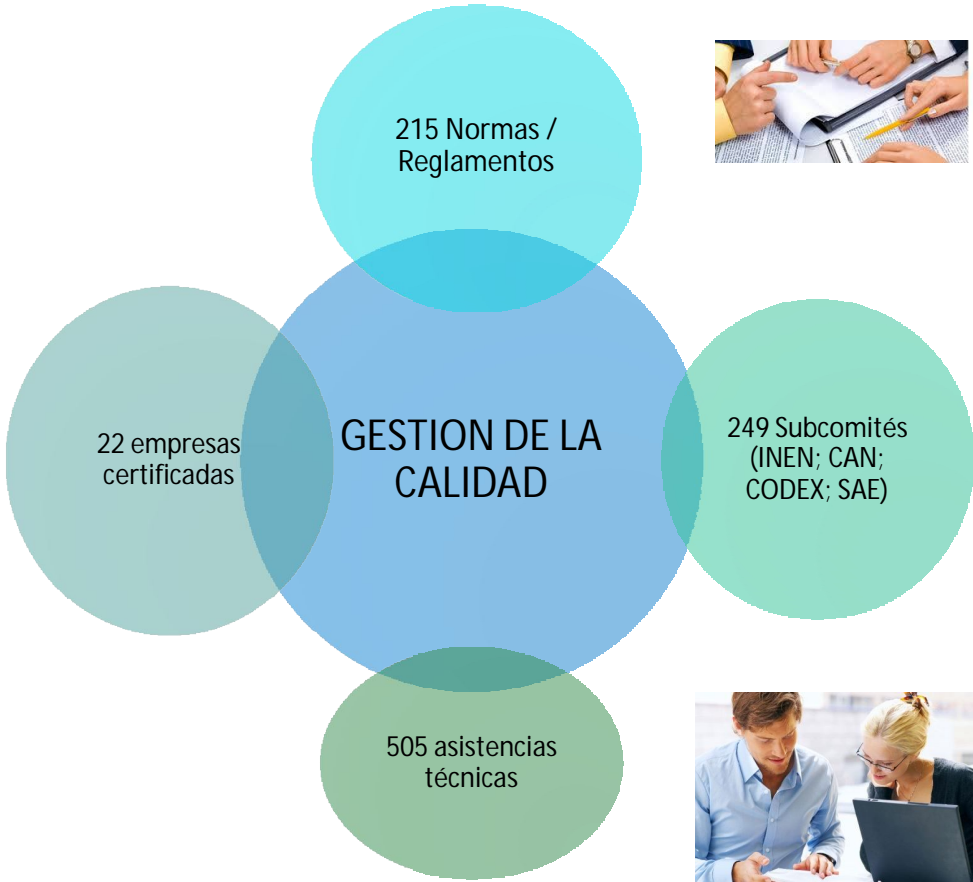 215 Normas /
Reglamentos
22 empresas
certificadas
GESTION DE LA
CALIDAD
249 Subcomités
(INEN; CAN;
CODEX; SAE)
505 asistencias
técnicas